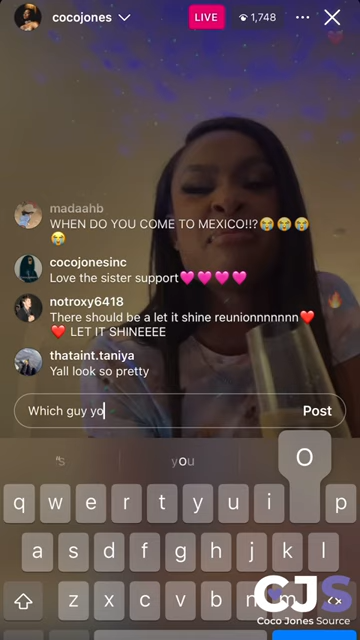 cocojones
LIVE
1,748
madaahb
WHEN DO YOU COME TO MEXICO!!?😭😭😭
😭
cocojonesinc
Love the sister support💖💖💖💖
notroxy6418
There should be a let it shine reunionnnnnnn❤️
❤️ LET IT SHINEEEE
thataint.taniya
Yall look so pretty
Which guy yo
Post
you
O
q w e r t y u i p
a s d f g h j k l
z x c v b n m
CJS
Coco Jones Source